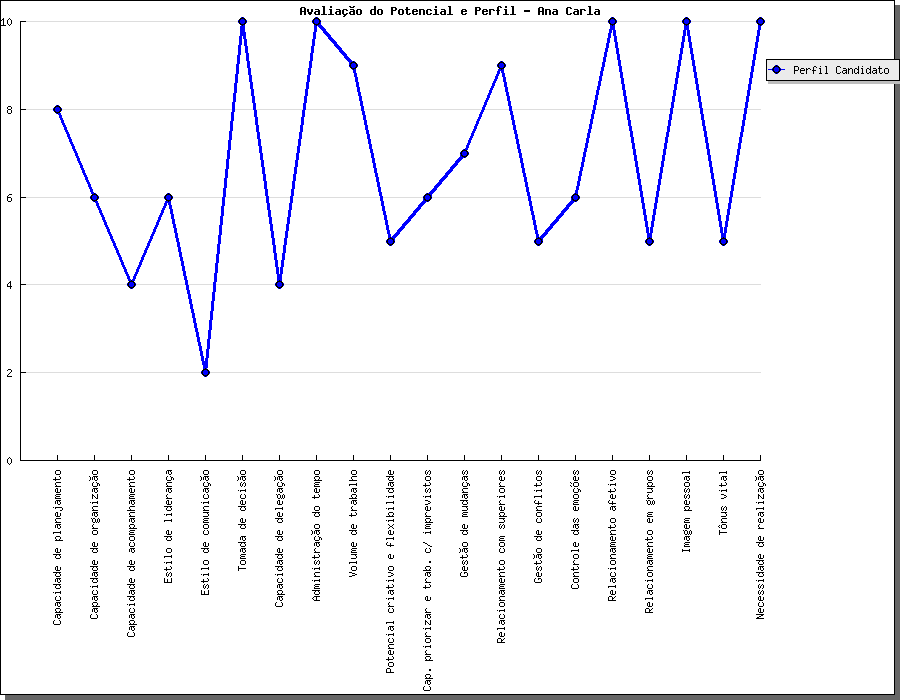 Avaliação do Potencial e Perfil - Ana Carla
Perfil Candidato
10
8
6
4
2
0
Capacidade de planejamento
Capacidade de organização
Capacidade de acompanhamento
Estilo de liderança
Estilo de comunicação
Tomada de decisão
Capacidade de delegação
Administração do tempo
Volume de trabalho
Potencial criativo e flexibilidade
Cap. priorizar e trab. c/ imprevistos
Gestão de mudanças
Relacionamento com superiores
Gestão de conflitos
Controle das emoções
Relacionamento afetivo
Relacionamento em grupos
Imagem pessoal
Tônus vital
Necessidade de realização